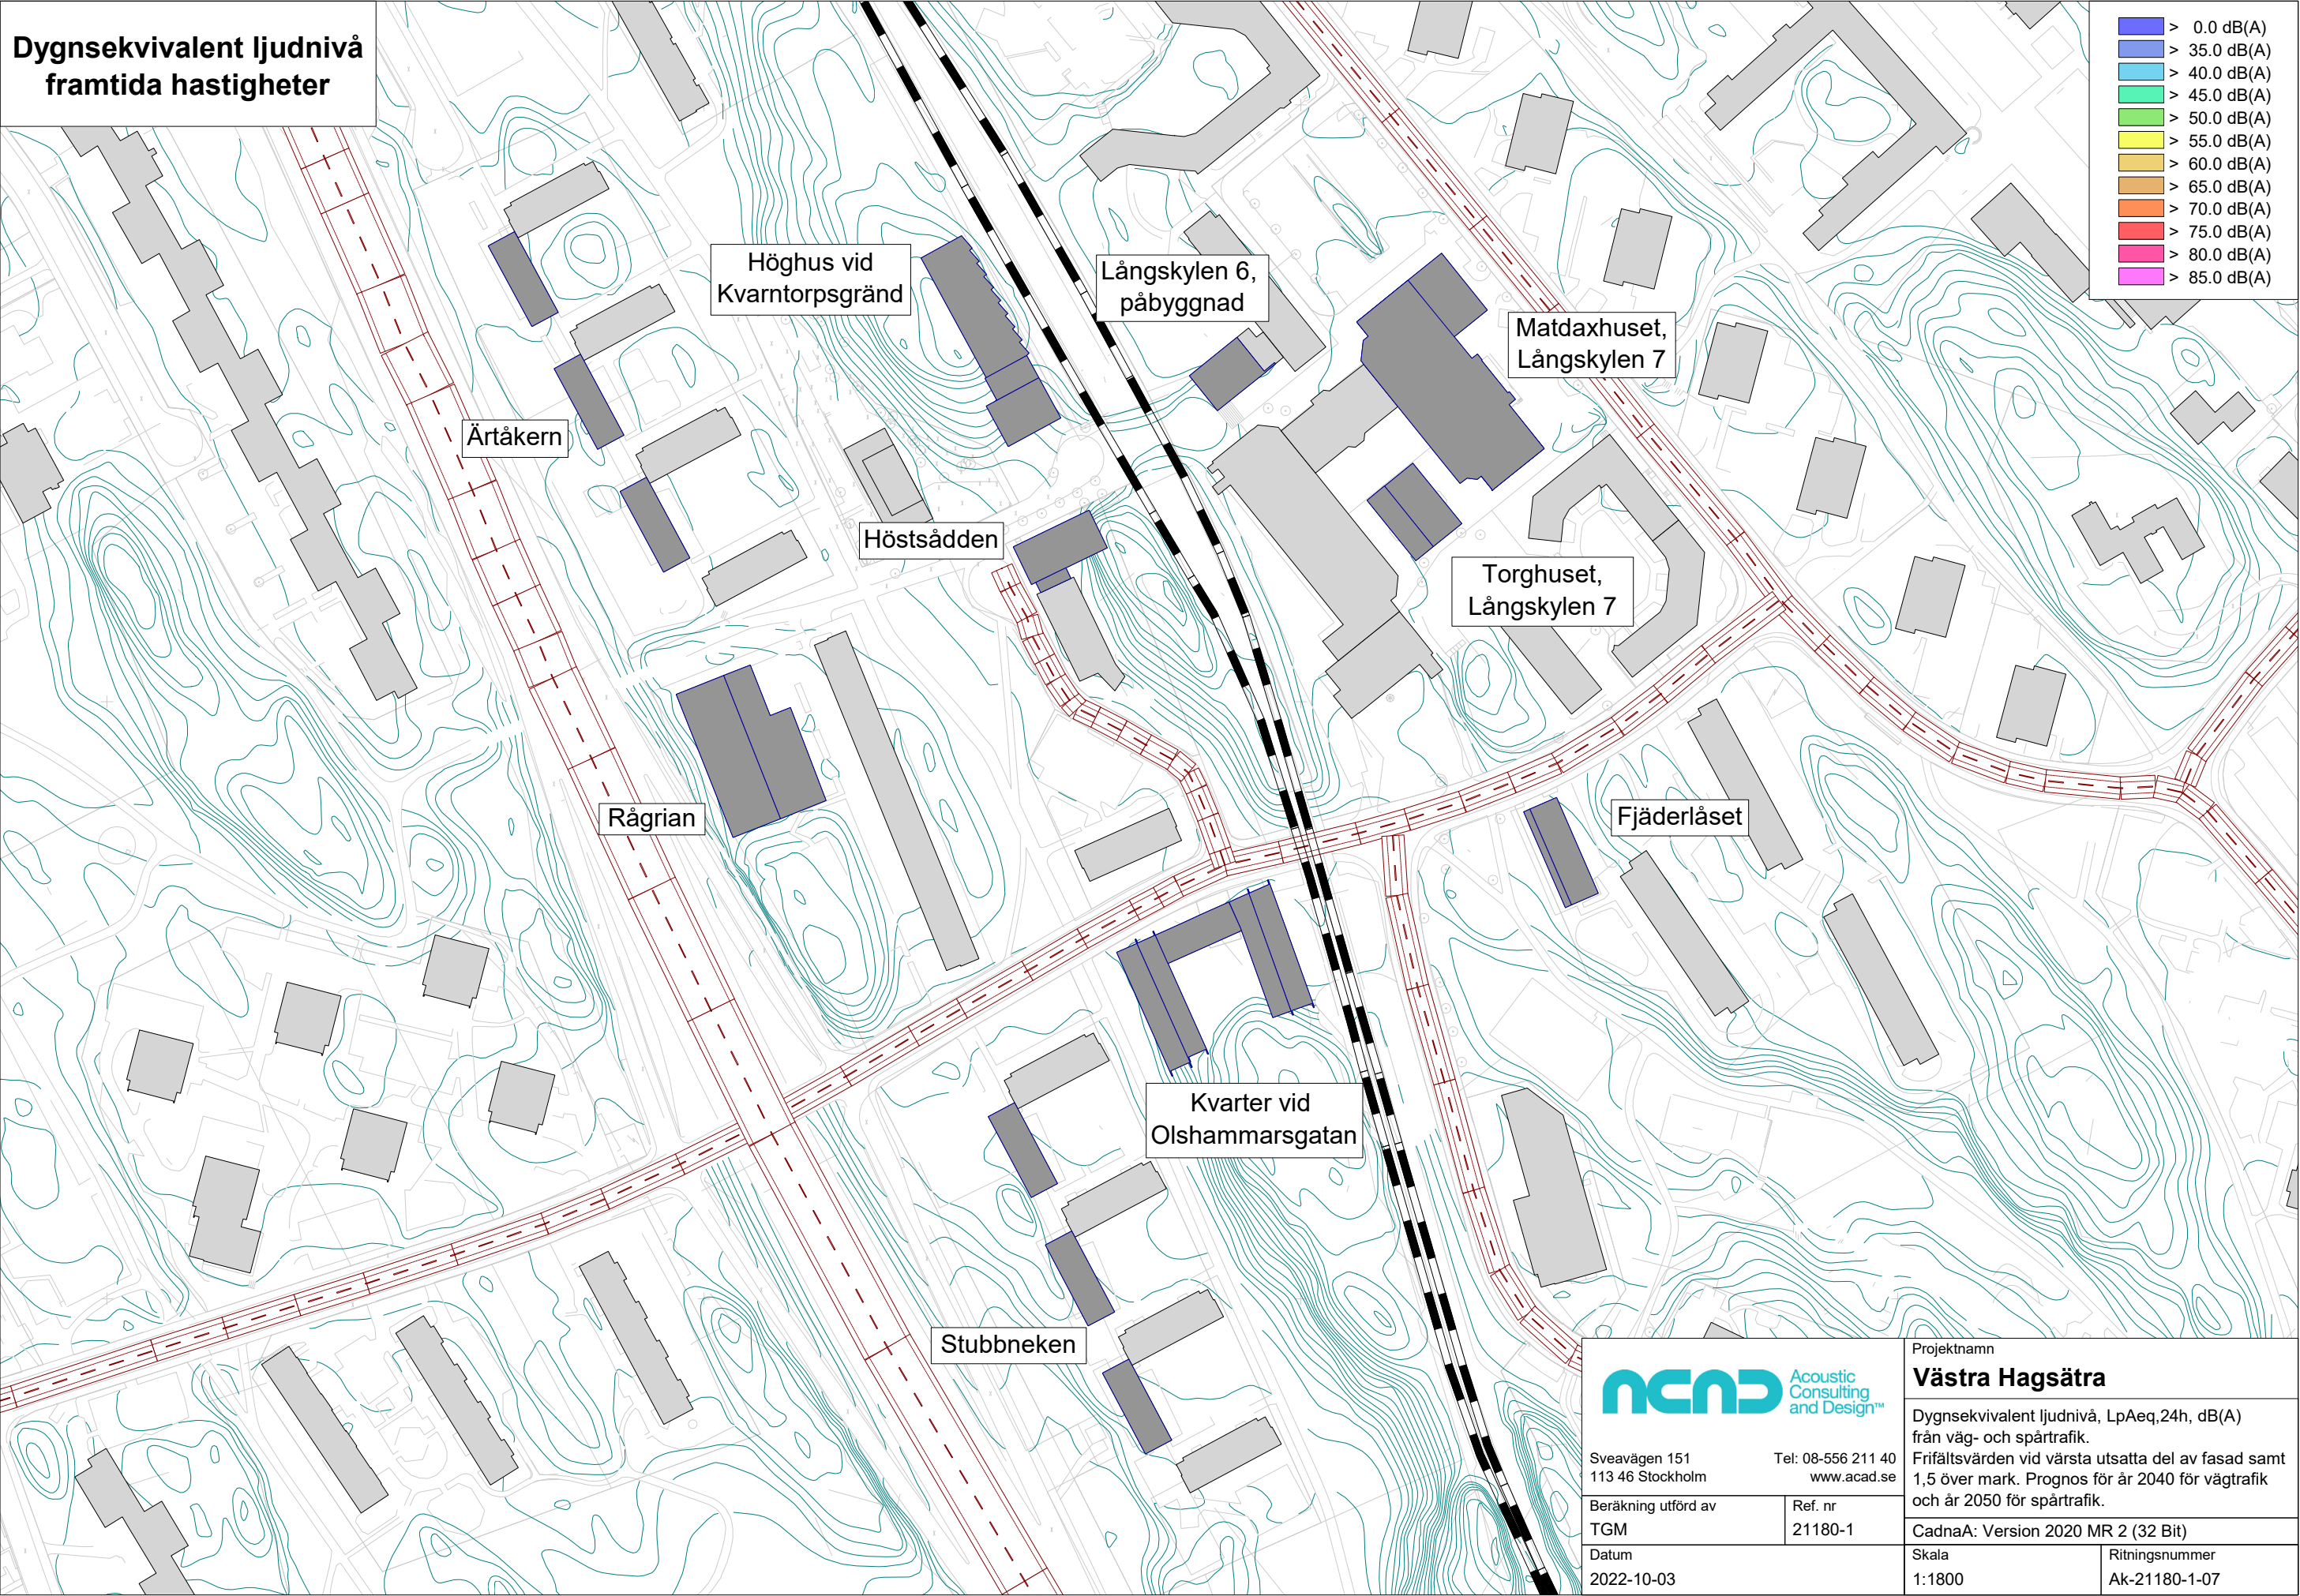 Dygnsekvivalent ljudnivå
framtida hastigheter
> 0.0 dB(A)
> 35.0 dB(A)
> 40.0 dB(A)
> 45.0 dB(A)
> 50.0 dB(A)
> 55.0 dB(A)
> 60.0 dB(A)
> 65.0 dB(A)
> 70.0 dB(A)
> 75.0 dB(A)
> 80.0 dB(A)
> 85.0 dB(A)
Höghus vid
Kvarntorpsgränd
Långskylen 6,
påbyggnad
Matdaxhuset,
Långskylen 7
Ärtåkern
Höstsådden
Torghuset,
Långskylen 7
Rågrian
Fjäderlåset
Kvarter vid
Olshammarsgatan
Stubbneken
ACAD
Acoustic
Consulting
and Design™
Sveavägen 151
113 46 Stockholm
Tel: 08-556 211 40
www.acad.se
Beräkning utförd av
TGM
Ref. nr
21180-1
Datum
2022-10-03
Projektnamn
Västra Hagsätra
Dygnsekvivalent ljudnivå, LpAeq,24h, dB(A)
från väg- och spårtrafik.
Frifältsvärden vid värsta utsatta del av fasad samt
1,5 över mark. Prognos för år 2040 för vägtrafik
och år 2050 för spårtrafik.
CadnaA: Version 2020 MR 2 (32 Bit)
Skala
1:1800
Ritningsnummer
Ak-21180-1-07